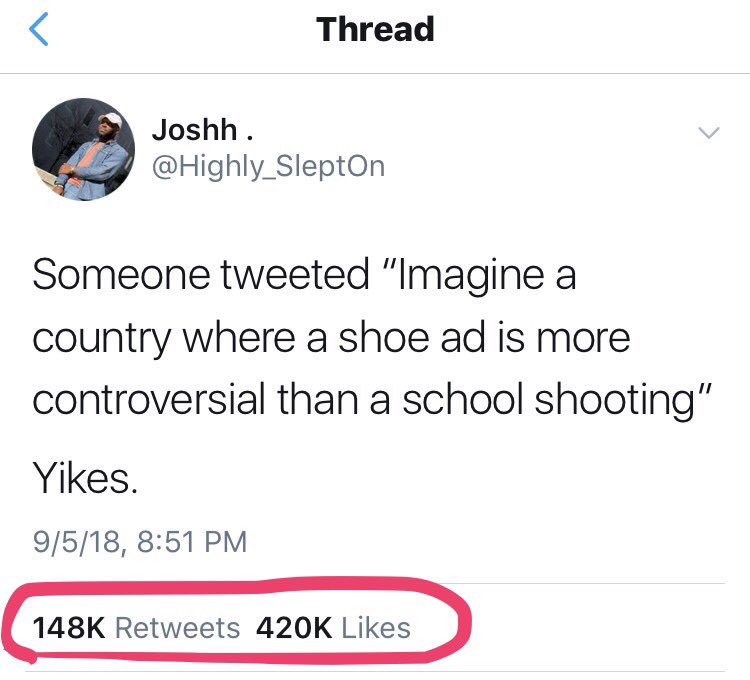 Thread
Joshh .
@Highly_SleptOn
Someone tweeted “Imagine a
country where a shoe ad is more
controversial than a school shooting”
Yikes.
9/5/18, 8:51 PM
148K Retweets 420K Likes